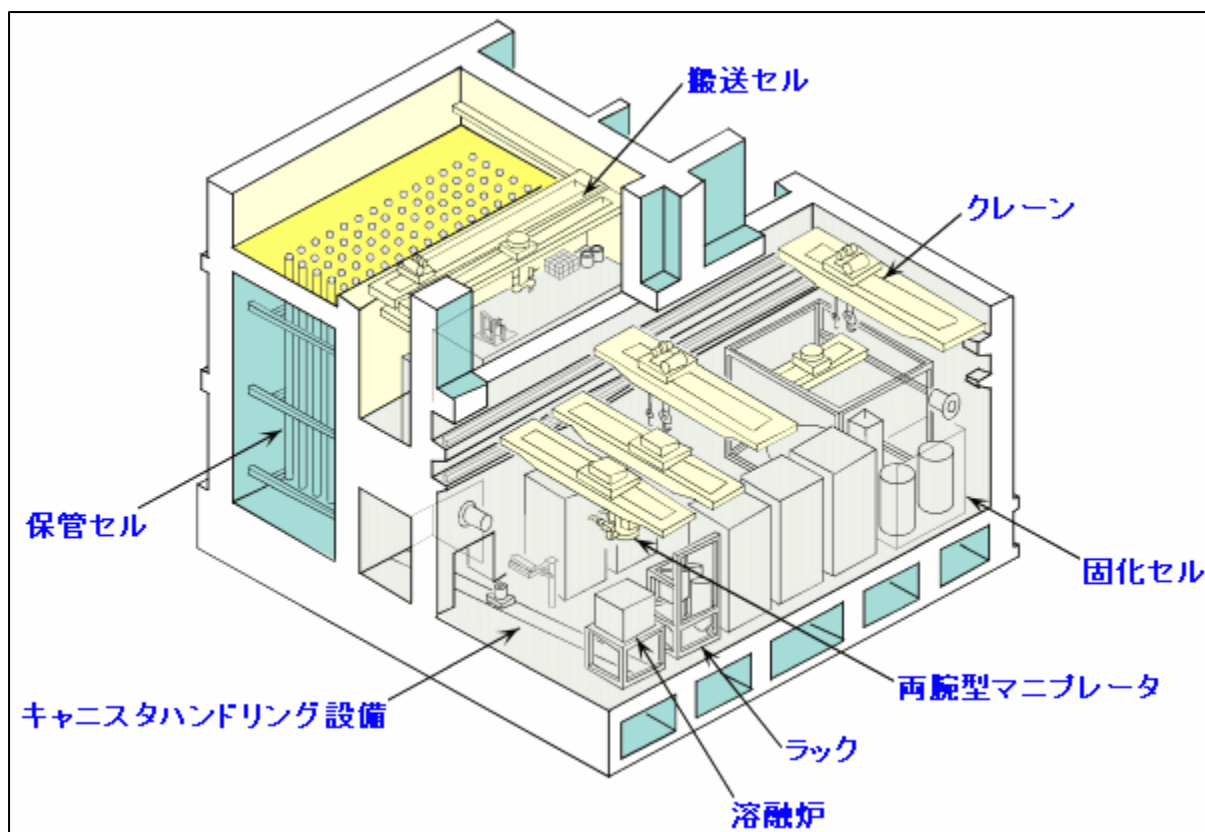 搬送セル
クレーン
保管セル
固化セル
両腕型マニプレータ
キャニスタハンドリング設備
ラック
溶融炉